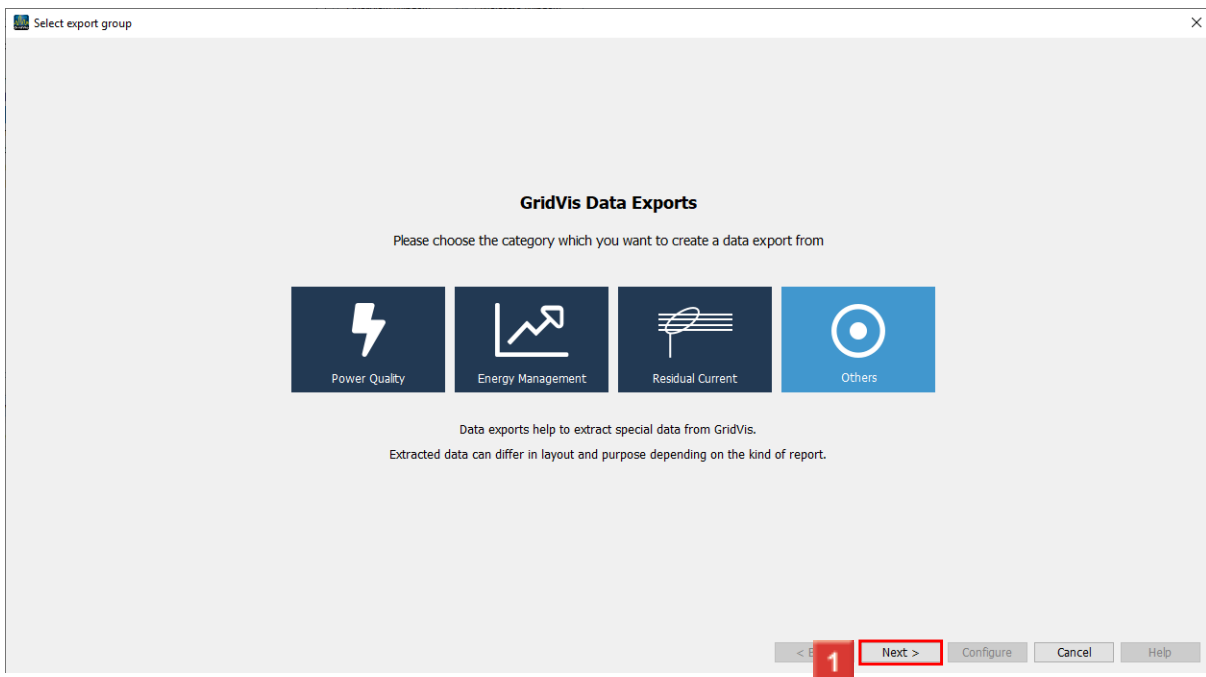 Select export group
GridVis Data Exports
Please choose the category which you want to create a data export from
Power Quality Energy Management Residual Current Others
Data exports help to extract special data from GridVis.
Extracted data can differ in layout and purpose depending on the kind of report.
< 1 Next > Configure Cancel Help